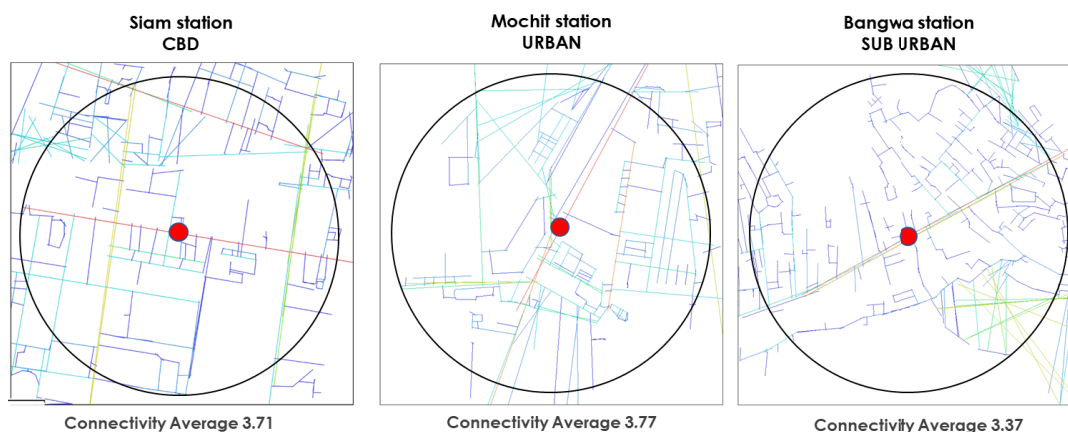 Siam station
CBD
Mochit station
URBAN
Bangwa station
SUB URBAN
Connectivity Average 3.71
Connectivity Average 3.77
Connectivity Average 3.37